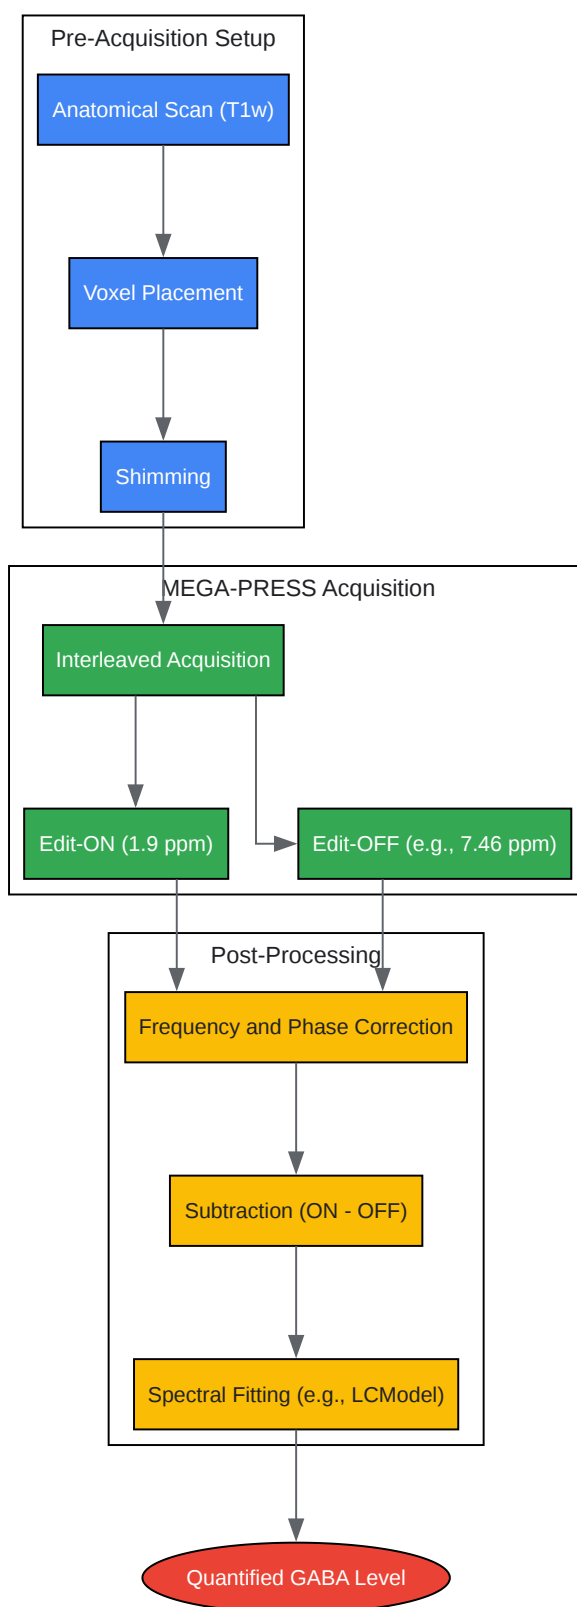 Pre-Acquisition Setup
Anatomical Scan (T1w)
Voxel Placement
Shimming
MEGA-PRESS Acquisition
Interleaved Acquisition
Edit-ON (1.9 ppm)
Edit-OFF (e.g., 7.46 ppm)
Post-Processing
Frequency and Phase Correction
Subtraction (ON - OFF)
Spectral Fitting (e.g., LCModel)
Quantified GABA Level